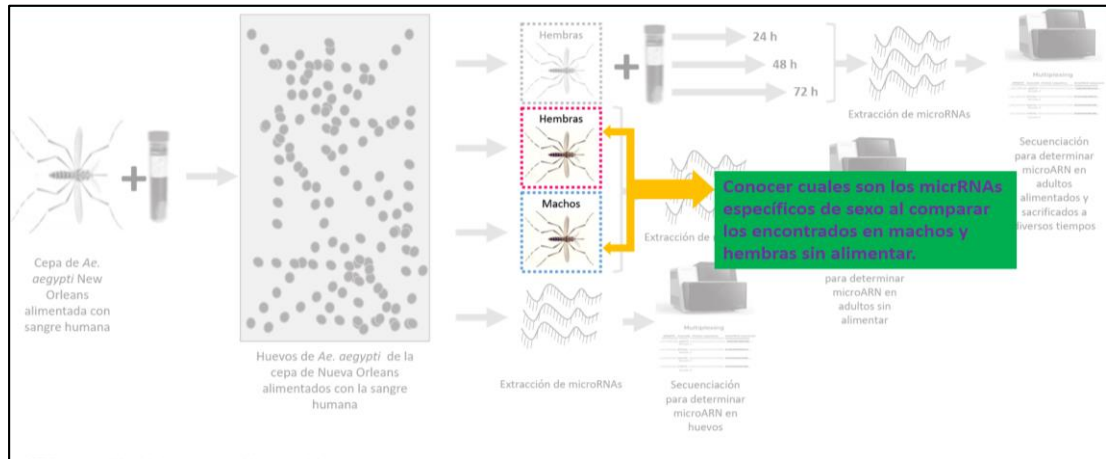 Hembras
24 h
48 h
72 h
Extracción de microRNAs
Multiplexing
Secuenciación
para determinar
microARN en
adultos
alimentados y
sacrificados a
diversos tiempos
Hembras
Machos
Extracción de
Conocer cuales son los micrRNAs
específicos de sexo al comparar
los encontrados en machos y
hembras sin alimentar.
para determinar
microARN en
adultos sin
alimentar
Cepa de Ae.
aegypti New
Orleans
alimentada con
sangre humana
Huevos de Ae. aegypti de la
cepa de Nueva Orleans
alimentados con la sangre
humana
Extracción de microRNAs
Multiplexing
Secuenciación
para determinar
microARN en
huevos